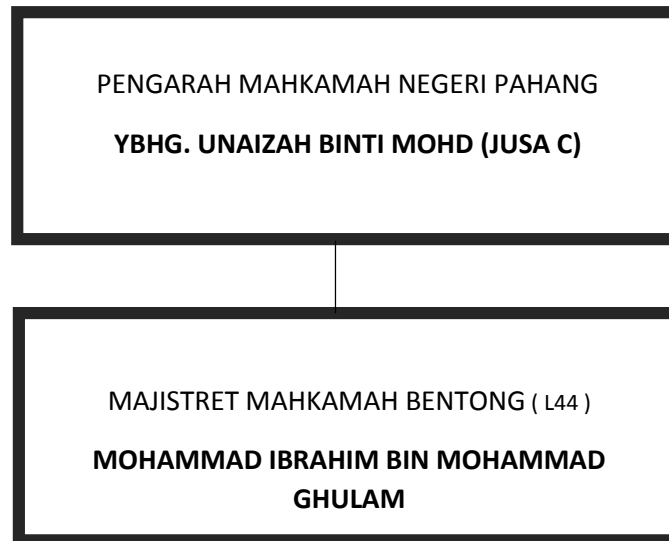 PENGARAH MAHKAMAH NEGERI PAHANG
YBHG. UNAIZAH BINTI MOHD (JUSA C)
MAJISTRET MAHKAMAH BENTONG ( L44 )
MOHAMMAD IBRAHIM BIN MOHAMMAD
GHULAM